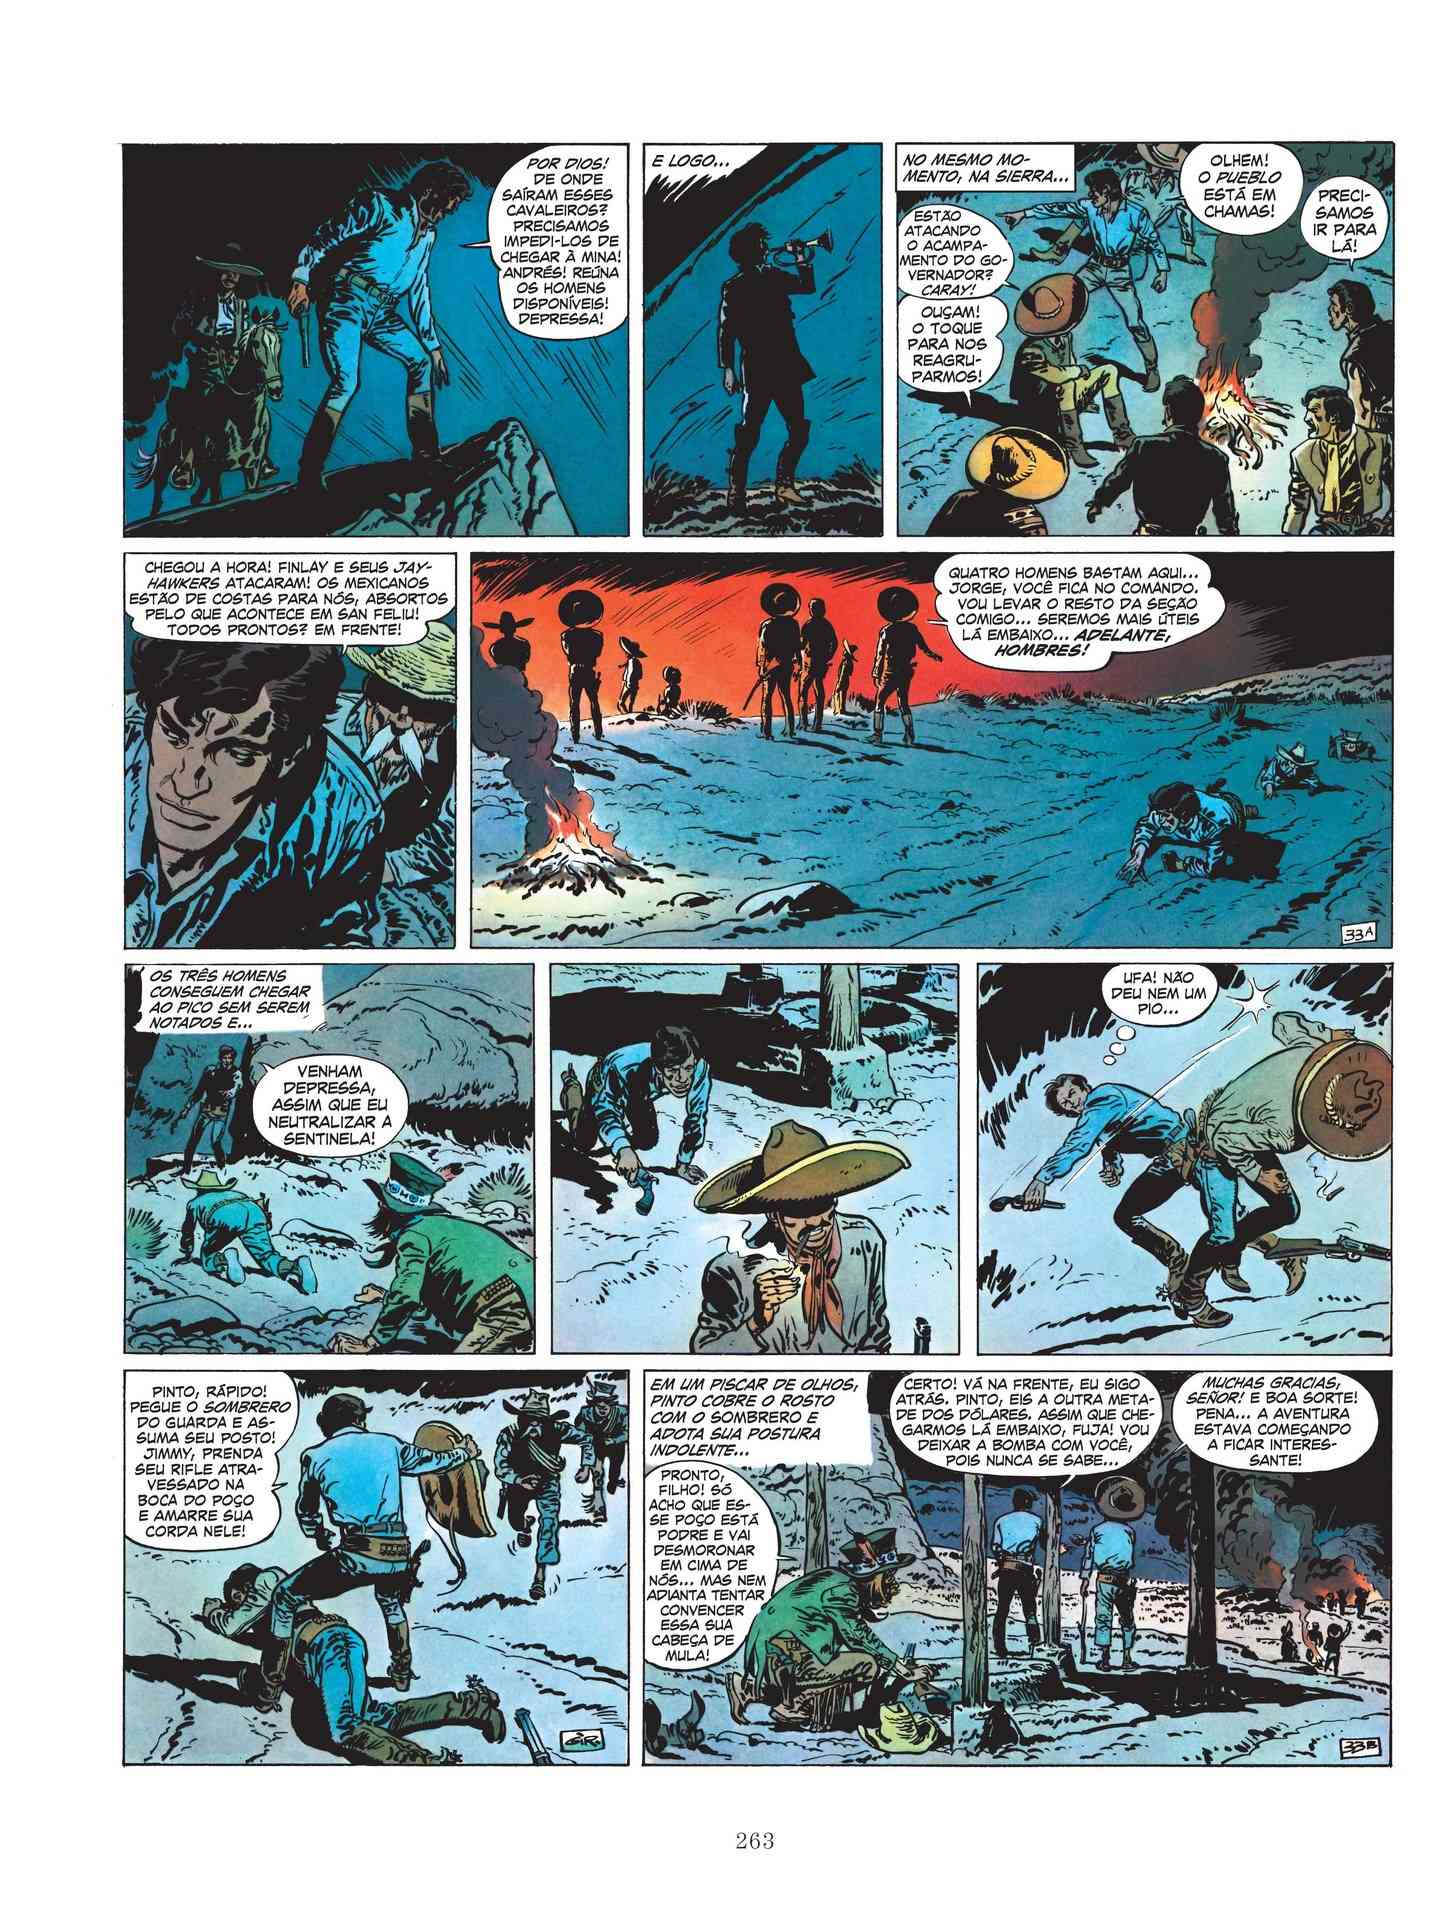 POR DIOS!
DE ONDE
SAÍRAM ESSES
CAVALEIROS?
PRECISAMOS
IMPEDI-LOS DE
CHEGAR À MINA!
ANDRÉS! REÚNA
OS HOMENS
DISPONÍVEIS!
DEPRESSA!
E LOGO...
NO MESMO MO-
MENTO, NA SIERRA...
ESTÃO
ATACANDO
O ACAMPA-
MENTO DO GO-
VERNADOR?
CARAY!
OUÇAM!
O TOQUE
PARA NOS
REAGRU-
PARMOS!
OLHEM!
O PUEBLO
ESTÁ EM
CHAMAS!
PRECI-
SAMOS
IR PARA
LÁ!
CHEGOU A HORA! FINLAY E SEUS JAY-
HAWKERS ATACARAM! OS MEXICANOS
ESTÃO DE COSTAS PARA NÓS, ABSORTOS
PELO QUE ACONTECE EM SAN FELIU!
TODOS PRONTOS? EM FRENTE!
QUATRO HOMENS BASTAM AQUI...
JORGE, VOCÊ FICA NO COMANDO.
VOU LEVAR O RESTO DA SEÇÃO
COMIGO... SEREMOS MAIS ÚTEIS
LÁ EMBAIXO... ADELANTE,
HOMBRES!
33A
OS TRÊS HOMENS
CONSEGUEM CHEGAR
AO PICO SEM SEREM
NOTADOS E...
VENHAM
DEPRESSA,
ASSIM QUE EU
NEUTRALIZAR A
SENTINELA!
UFA! NÃO
DEU NEM UM
PIO...
PINTO, RÁPIDO!
PEGUE O SOMBRERO
DO GUARDA E AS-
SUMA SEU POSTO!
JIMMY, PRENDA
SEU RIFLE ATRA-
VESSADO NA
BOCA DO POÇO
E AMARRE SUA
CORDA NELE!
GIR
EM UM PISCAR DE OLHOS,
PINTO COBRE O ROSTO
COM O SOMBRERO E
ADOTA SUA POSTURA
INDOLENTE...
PRONTO,
FILHO! SÓ
ACHO QUE ES-
SE POÇO ESTÁ
PODRE E VAI
DESMORONAR
EM CIMA DE
NÓS... MAS NEM
ADIANTA TENTAR
CONVENCER
ESSA SUA
CABEÇA DE
MULA!
CERTO! VÁ NA FRENTE, EU SIGO
ATRÁS. PINTO, EIS A OUTRA META-
DE DOS DÓLARES. ASSIM QUE CHE-
GARMOS LÁ EMBAIXO, FUJA! VOU
DEIXAR A BOMBA COM VOCÊ,
POIS NUNCA SE SABE...
MUCHAS GRACIAS,
SEÑOR! E BOA SORTE!
PENA... A AVENTURA
ESTAVA COMEÇANDO
A FICAR INTERES-
SANTE!
33B
263